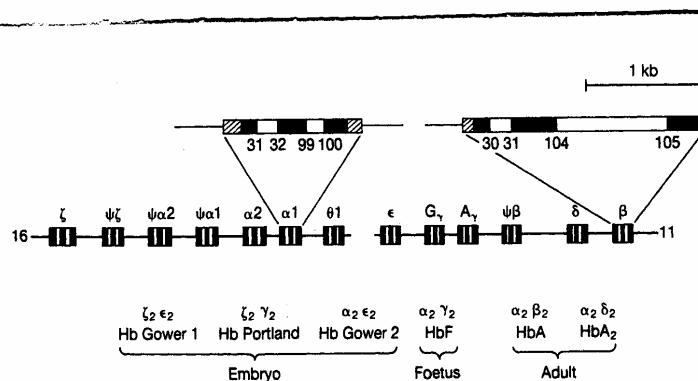 1 kb
31 32 99 100 30 31 104 105
ζ ψζ ψα2 ψα1 α2 α1 θ1 ϵ Gγ Aγ ψβ δ β
16 11
ζ2 ϵ2 ζ2 γ2 α2 ϵ2 α2 γ2 α2 β2 α2 δ2
Hb Gower 1 Hb Portland Hb Gower 2 HbF HbA HbA2
Embryo Foetus Adult